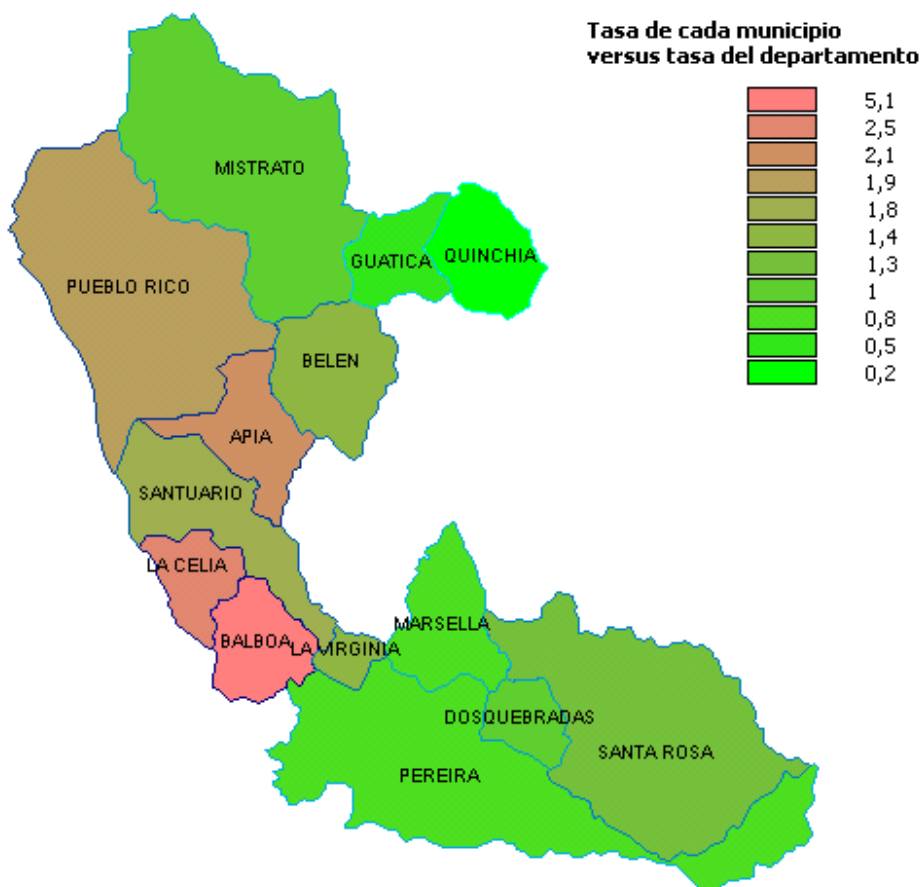 Tasa de cada municipio
versus tasa del departamento
5,1
2,5
2,1
1,9
1,8
1,4
1,3
1
0,8
0,5
0,2
MISTRATO
GUATICA
QUINCHIA
PUEBLO RICO
BELEN
APIA
SANTUARIO
LA CELIA
MARSELLA
BALBOA
LA VIRGINIA
DOSQUEBRADAS
SANTA ROSA
PEREIRA